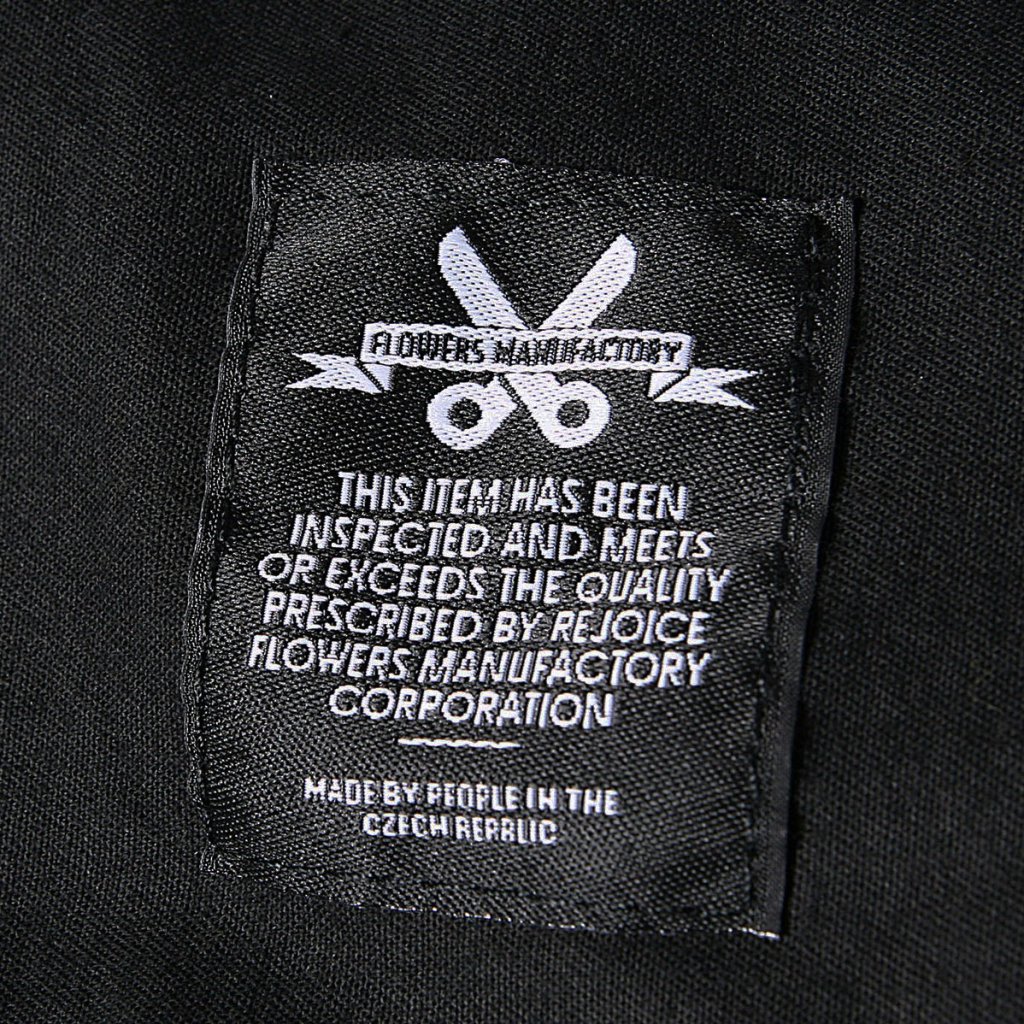 FLOWERS MANUFACTORY
THIS ITEM HAS BEEN
INSPECTED AND MEETS
OR EXCEEDS THE QUALITY
PRESCRIBED BY REJOICE
FLOWERS MANUFACTORY
CORPORATION
MADE BY PEOPLE IN THE
CZECH REPBLIC